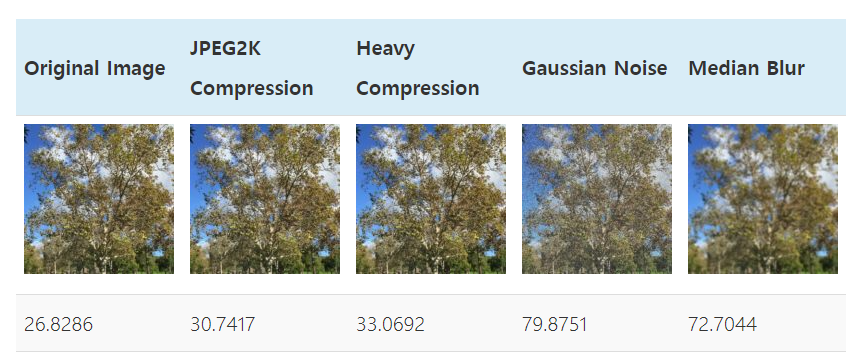 Original Image
JPEG2K
Compression
Heavy
Compression
Gaussian Noise
Median Blur
26.8286
30.7417
33.0692
79.8751
72.7044